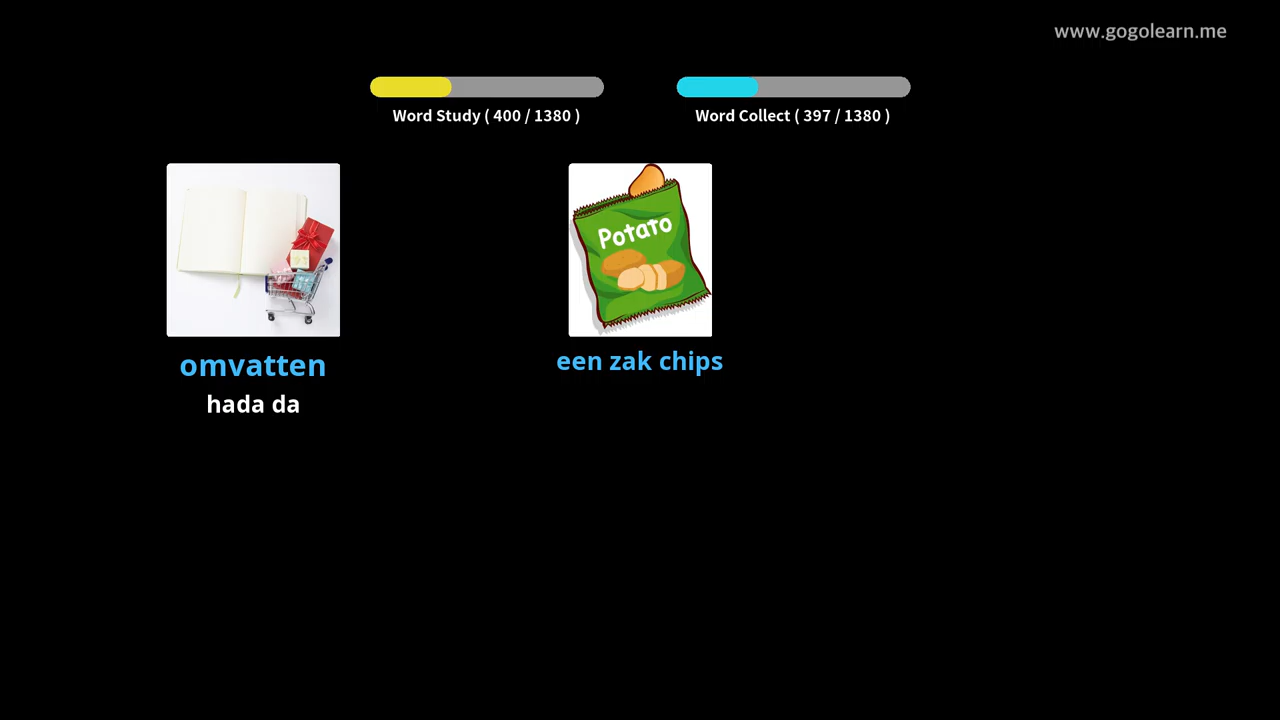 www.gogolearn.me
Word Study ( 400 / 1380 )
Word Collect ( 397 / 1380 )
Potato
omvatten
hada da
een zak chips